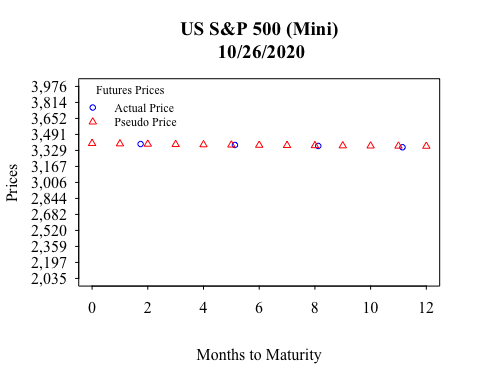 US S&P 500 (Mini)
10/26/2020
Futures Prices
Actual Price
Pseudo Price
3,976
3,814
3,652
3,491
3,329
3,167
3,006
2,844
2,682
2,520
2,359
2,197
2,035
Prices
0 2 4 6 8 10 12
Months to Maturity